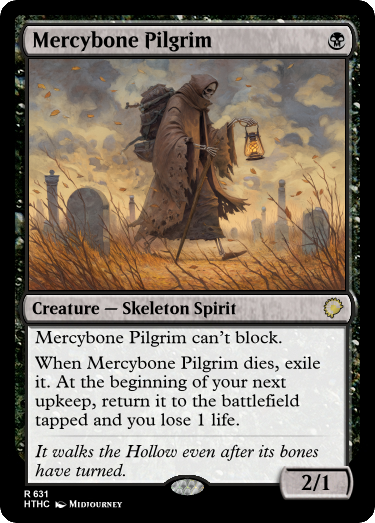 Mercybone Pilgrim
Creature — Skeleton Spirit
Mercybone Pilgrim can't block.
When Mercybone Pilgrim dies, exile
it. At the beginning of your next
upkeep, return it to the battlefield
tapped and you lose 1 life.
It walks the Hollow even after its bones
have turned.
2/1
R 631
HTHC Midjourney